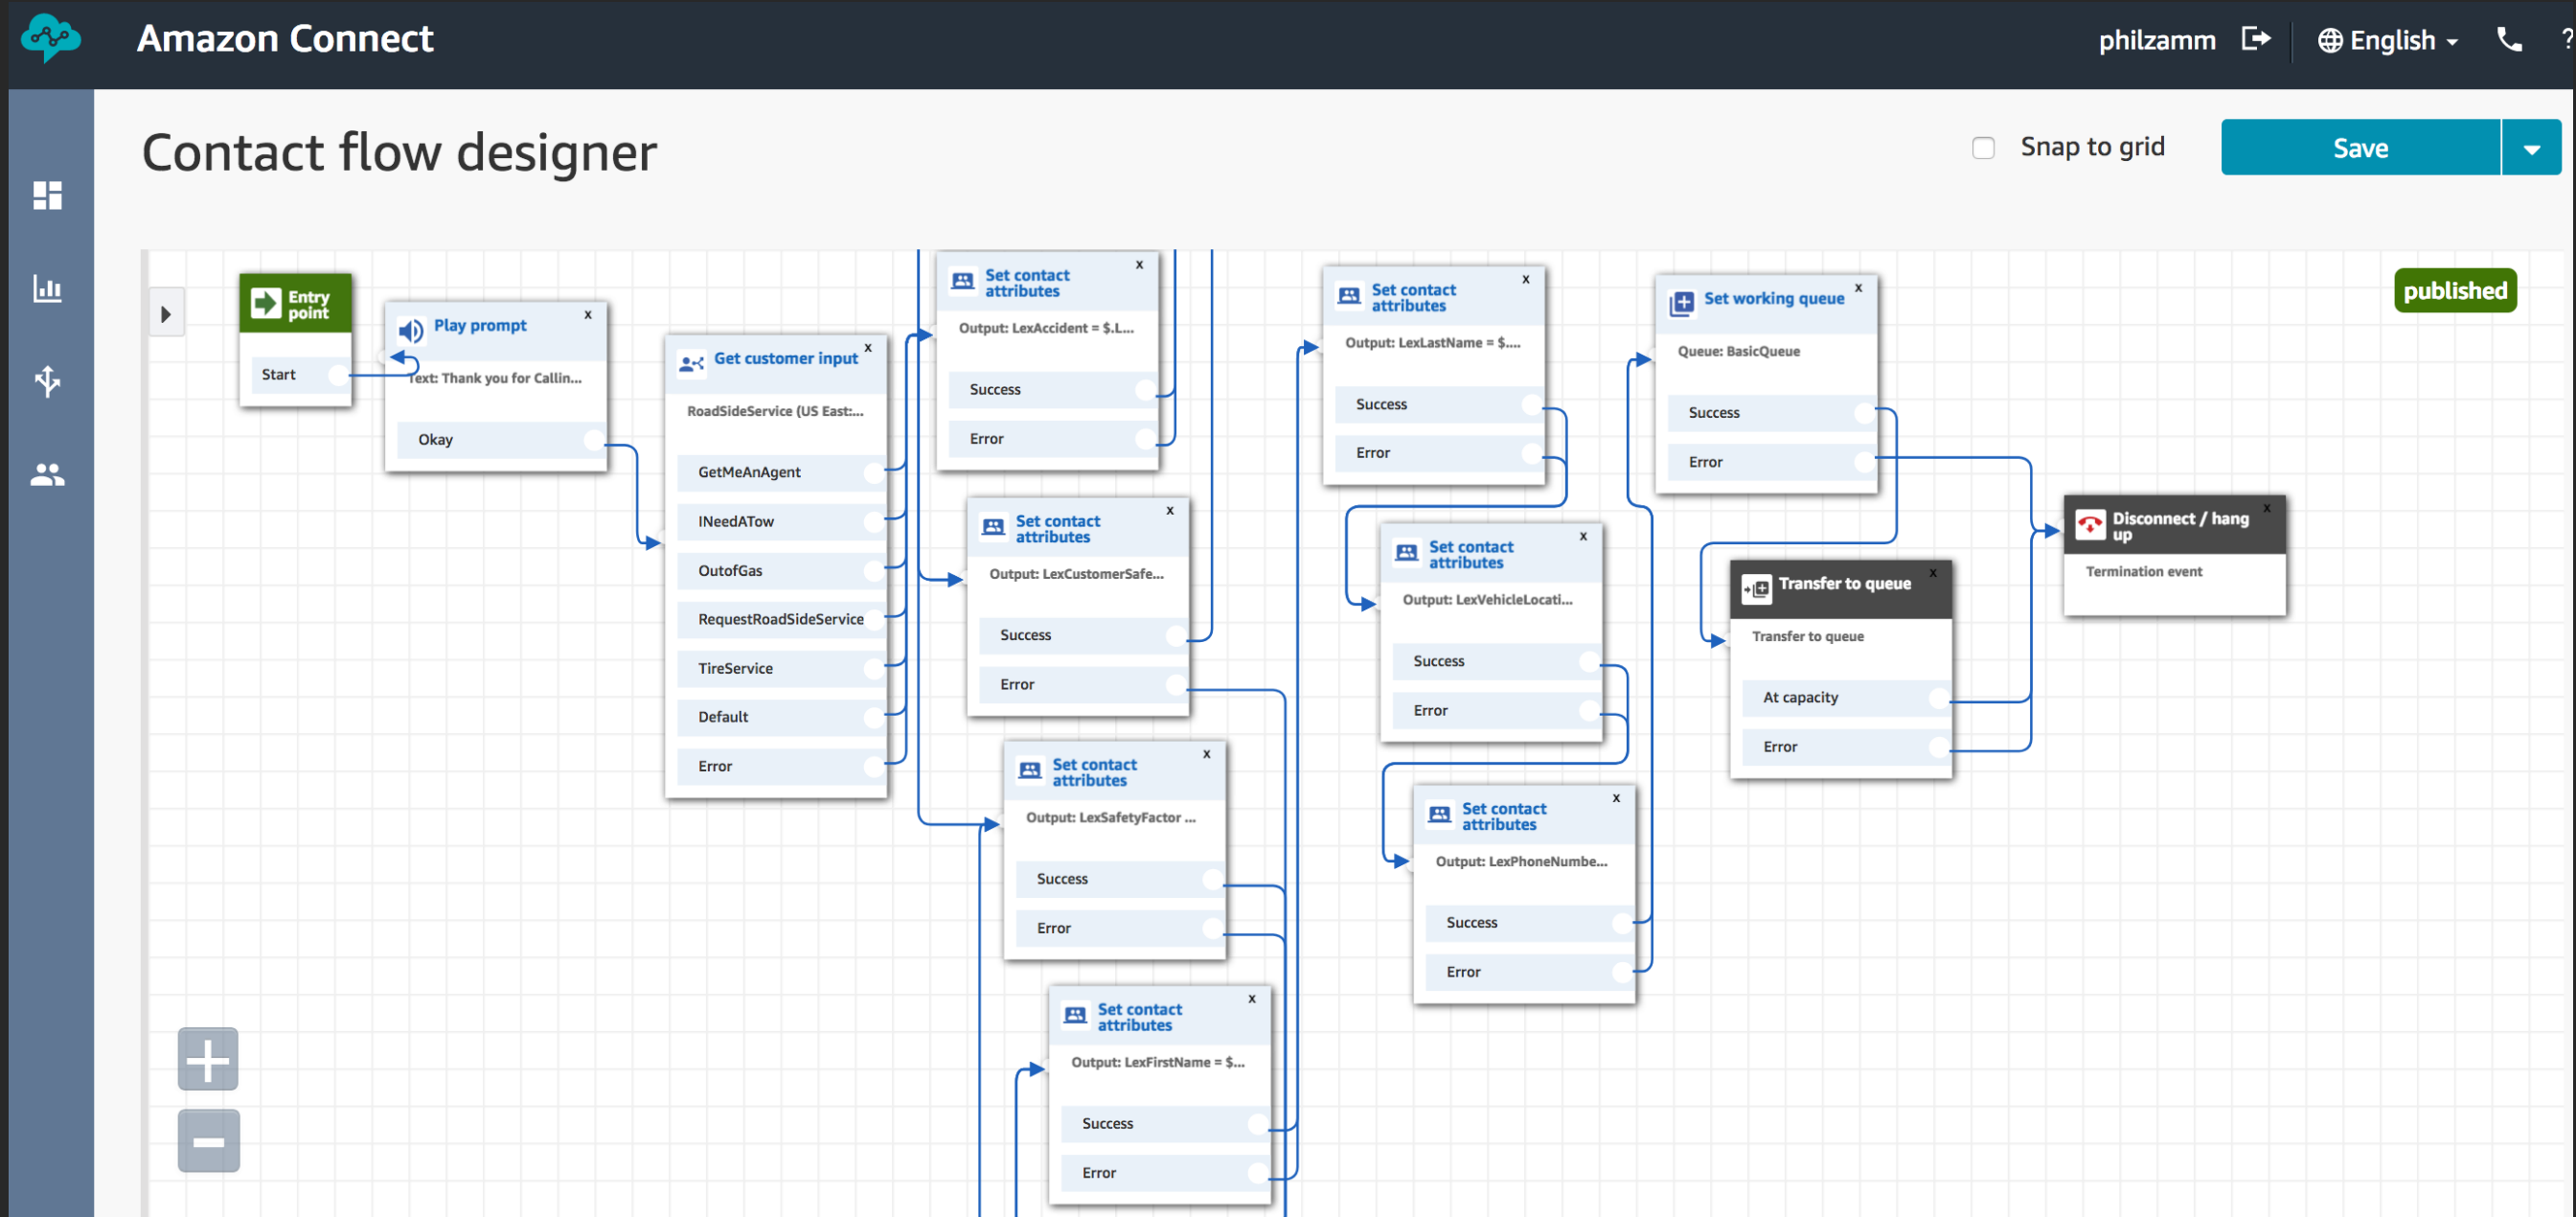 Amazon Connect
philzamm
English
?
Contact flow designer
Snap to grid
Save
published
Entry
point
Start
x
Play prompt
Text: Thank you for Callin...
Okay
x
Get customer input
RoadSideService (US East:...
GetMeAnAgent
INeedATow
OutofGas
RequestRoadSideService
TireService
Default
Error
x
Set contact
attributes
Output: LexAccident = $.L...
Success
Error
x
Set contact
attributes
Output: LexCustomerSafe...
Success
Error
x
Set contact
attributes
Output: LexSafetyFactor ...
Success
Error
x
Set contact
attributes
Output: LexFirstName = $...
Success
Error
x
Set contact
attributes
Output: LexLastName = $....
Success
Error
x
Set contact
attributes
Output: LexVehicleLocati...
Success
Error
x
Set contact
attributes
Output: LexPhoneNumbe...
Success
Error
x
Set working queue
Queue: BasicQueue
Success
Error
x
Transfer to queue
Transfer to queue
At capacity
Error
x
Disconnect / hang
up
Termination event